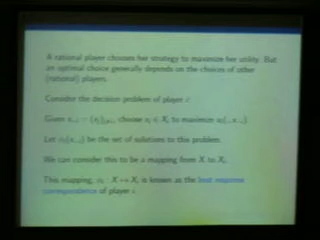 A rational player chooses her strategy to maximize her utility. But
an optimal choice generally depends on the choices of other
(rational) players.
Consider the decision problem of player i:
Given x₋ᵢ = (xⱼ)ⱼ≠ᵢ, choose xᵢ ∈ Xᵢ to maximize uᵢ(., x₋ᵢ)
Let ϕᵢ(x₋ᵢ) be the set of solutions to this problem.
We can consider this to be a mapping from X to Xᵢ.
This mapping, ϕᵢ : X ↦ Xᵢ is known as the best response
correspondence of player i.